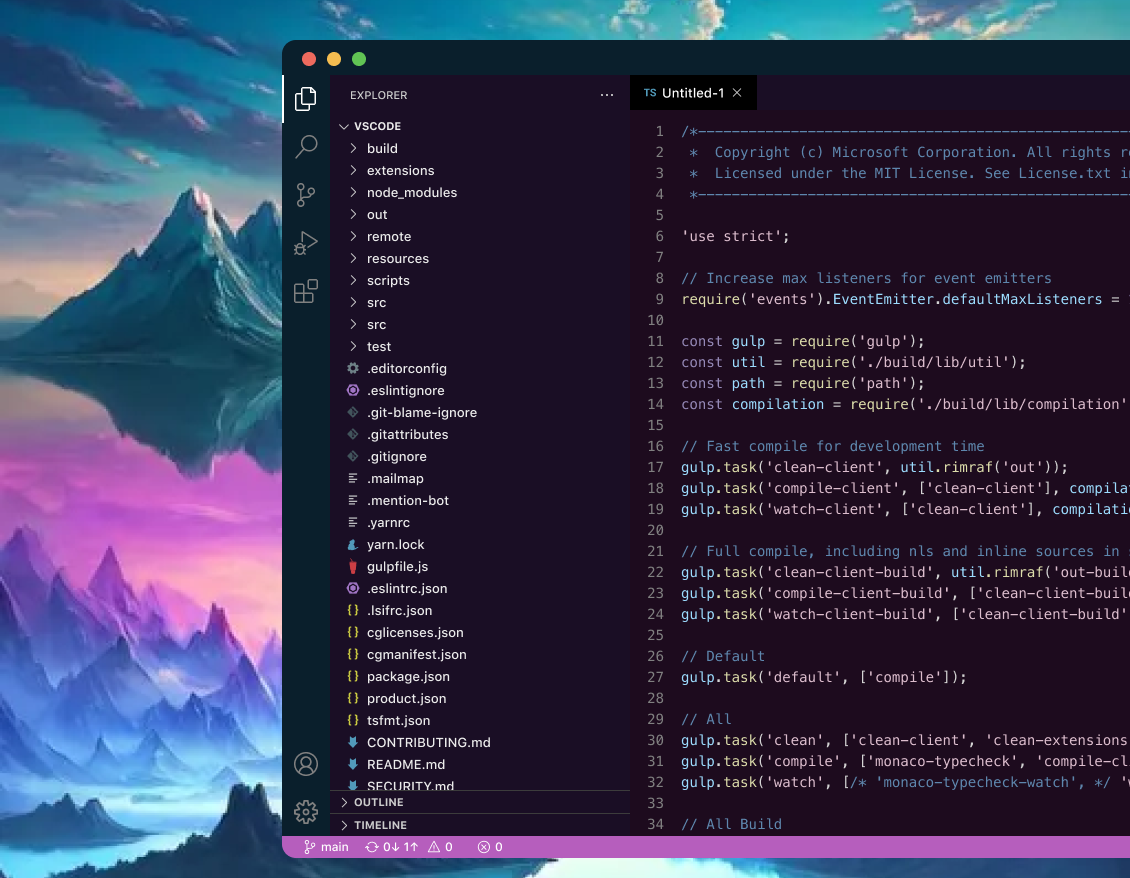 EXPLORER
VSCODE
build
extensions
node_modules
out
remote
resources
scripts
src
src
test
.editorconfig
.eslintignore
.git-blame-ignore
.gitattributes
.gitignore
.mailmap
.mention-bot
.yarnrc
yarn.lock
gulpfile.js
.eslintrc.json
.lsifrc.json
cglicenses.json
cgmanifest.json
package.json
product.json
tsfmt.json
CONTRIBUTING.md
README.md
SECURITY.md
OUTLINE
TIMELINE
TS Untitled-1
1 /*---------------------------------------------------
2  *  Copyright (c) Microsoft Corporation. All rights
3  *  Licensed under the MIT License. See License.txt
4  *---------------------------------------------------
5
6 'use strict';
7
8 // Increase max listeners for event emitters
9 require('events').EventEmitter.defaultMaxListeners =
10
11 const gulp = require('gulp');
12 const util = require('./build/lib/util');
13 const path = require('path');
14 const compilation = require('./build/lib/compilation'
15
16 // Fast compile for development time
17 gulp.task('clean-client', util.rimraf('out'));
18 gulp.task('compile-client', ['clean-client'], compila
19 gulp.task('watch-client', ['clean-client'], compilati
20
21 // Full compile, including nls and inline sources in
22 gulp.task('clean-client-build', util.rimraf('out-buil
23 gulp.task('compile-client-build', ['clean-client-buil
24 gulp.task('watch-client-build', ['clean-client-build'
25
26 // Default
27 gulp.task('default', ['compile']);
28
29 // All
30 gulp.task('clean', ['clean-client', 'clean-extensions
31 gulp.task('compile', ['monaco-typecheck', 'compile-cl
32 gulp.task('watch', [/* 'monaco-typecheck-watch', */ '
33
34 // All Build
main 0↓ 1↑ 0 0